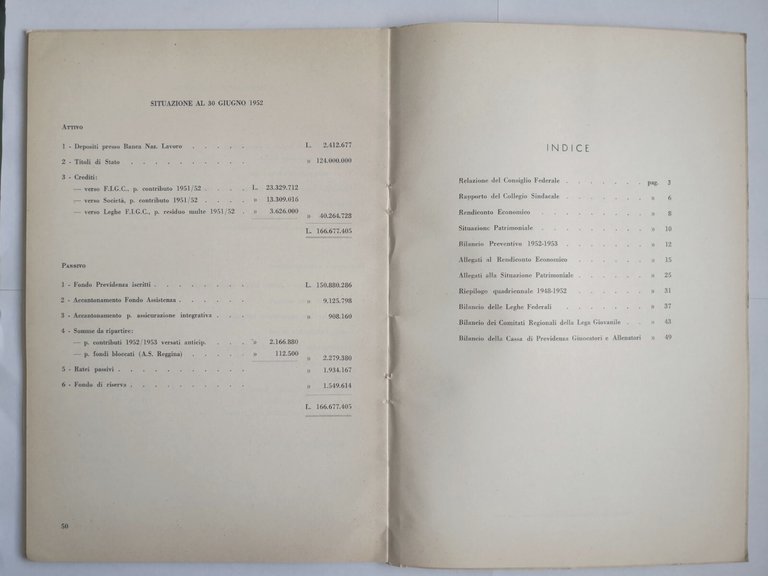 SITUAZIONE AL 30 GIUGNO 1952
ATTIVO
1 - Depositi presso Banca Naz. Lavoro . . . . . L. 2.412.677
2 - Titoli di Stato . . . . . . . . . . » 124.000.000
3 - Crediti:
— verso F.I.G.C., p. contributo 1951/52 . . . . L. 23.329.712
— verso Società, p. contributo 1951/52 . . . . » 13.309.016
— verso Leghe F.I.G.C., p. residuo multe 1951/52 . » 3.626.000 » 40.264.728
L. 166.677.405
PASSIVO
1 - Fondo Previdenza iscritti . . . . . . . . L. 150.880.286
2 - Accantonamento Fondo Assistenza . . . . . . » 9.125.798
3 - Accantonamento p. assicurazione integrativa . . . » 908.160
4 - Somme da ripartire:
— p. contributi 1952/1953 versati anticip. . . . . » 2.166.880
— p. fondi bloccati (A.S. Reggina) . . . . . » 112.500 » 2.279.380
5 - Ratei passivi . . . . . . . . . . » 1.934.167
6 - Fondo di riserva . . . . . . . . . . » 1.549.614
L. 166.677.405
50
INDICE
Relazione del Consiglio Federale . . . . . . . pag. 3
Rapporto del Collegio Sindacale . . . . . . . » 6
Rendiconto Economico . . . . . . . . » 8
Situazione Patrimoniale . . . . . . . . » 10
Bilancio Preventivo 1952-1953 . . . . . . . » 12
Allegati al Rendiconto Economico . . . . . . » 15
Allegati alla Situazione Patrimoniale . . . . . . » 25
Riepilogo quadriennale 1948-1952 . . . . . . » 31
Bilancio delle Leghe Federali . . . . . . . » 37
Bilancio dei Comitati Regionali della Lega Giovanile . . » 43
Bilancio della Cassa di Previdenza Giuocatori e Allenatori » 49